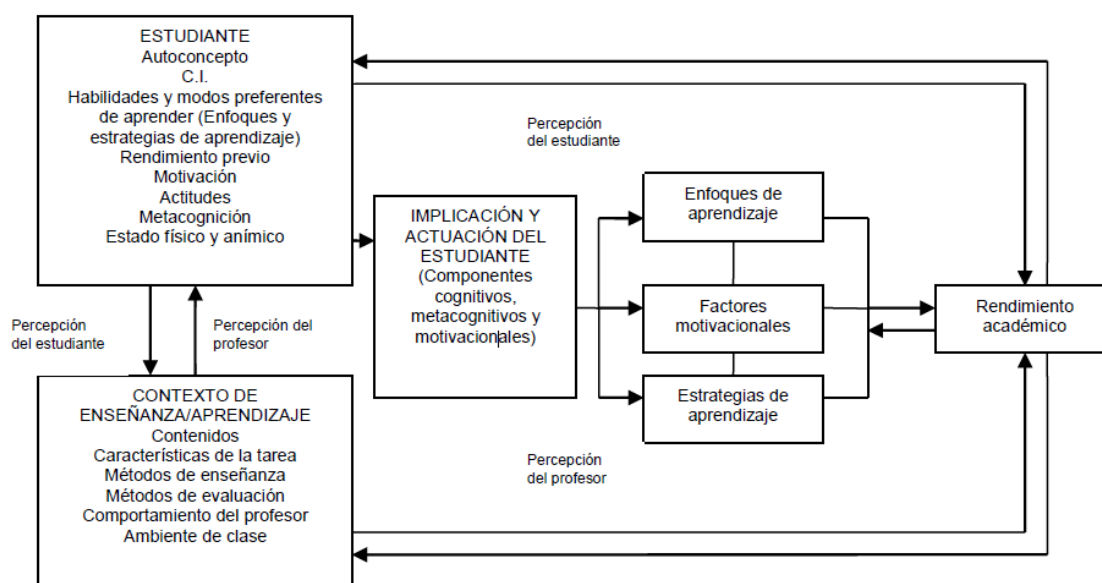 ESTUDIANTE
Autoconcepto
C.I.
Habilidades y modos preferentes
de aprender (Enfoques y
estrategias de aprendizaje)
Rendimiento previo
Motivación
Actitudes
Metacognición
Estado físico y anímico
Percepción
del estudiante
Percepción del
profesor
CONTEXTO DE
ENSEÑANZA/APRENDIZAJE
Contenidos
Características de la tarea
Métodos de enseñanza
Métodos de evaluación
Comportamiento del profesor
Ambiente de clase
IMPLICACIÓN Y
ACTUACIÓN DEL
ESTUDIANTE
(Componentes
cognitivos,
metacognitivos y
motivacionales)
Percepción
del estudiante
Enfoques de
aprendizaje
Factores
motivacionales
Estrategias de
aprendizaje
Percepción
del profesor
Rendimiento
académico